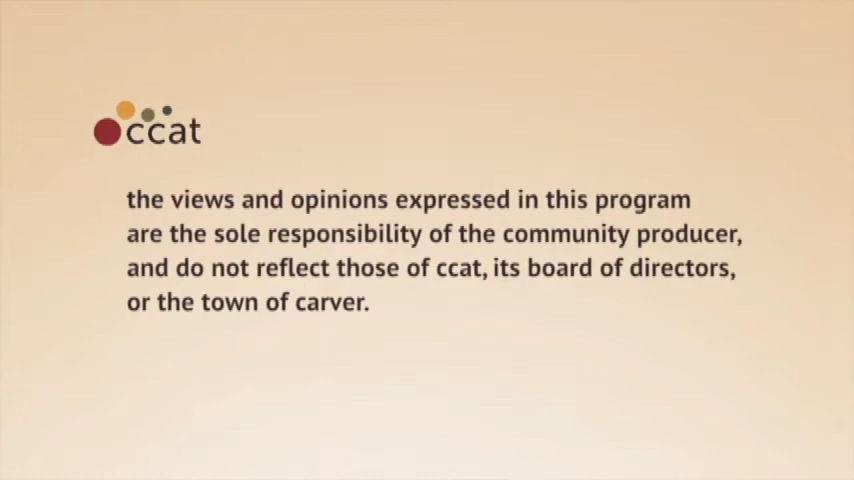 ccat
the views and opinions expressed in this program
are the sole responsibility of the community producer,
and do not reflect those of ccat, its board of directors,
or the town of carver.